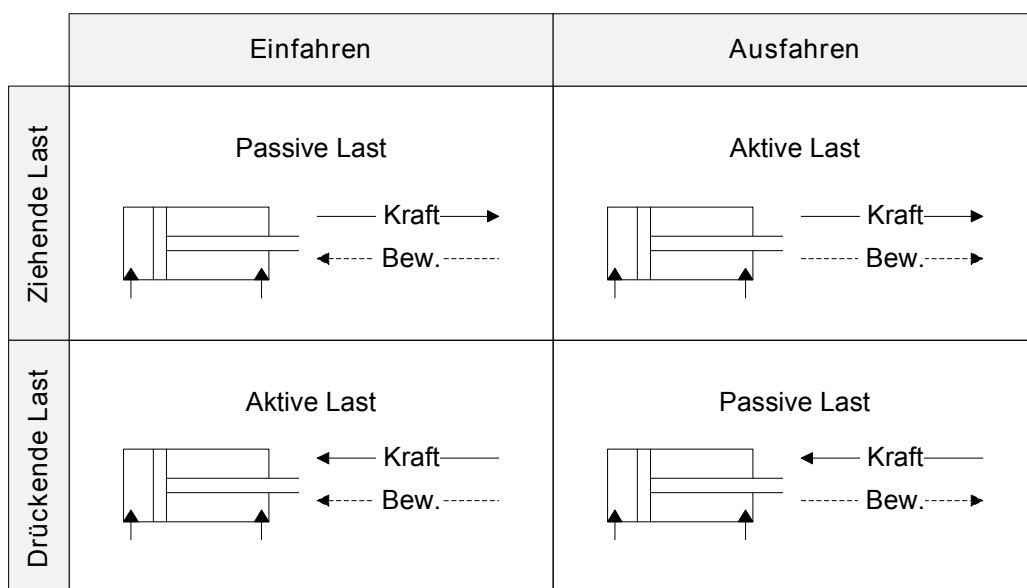 Einfahren
Ausfahren
Ziehende Last
Passive Last
Kraft
Bew.
Aktive Last
Kraft
Bew.
Drückende Last
Aktive Last
Kraft
Bew.
Passive Last
Kraft
Bew.